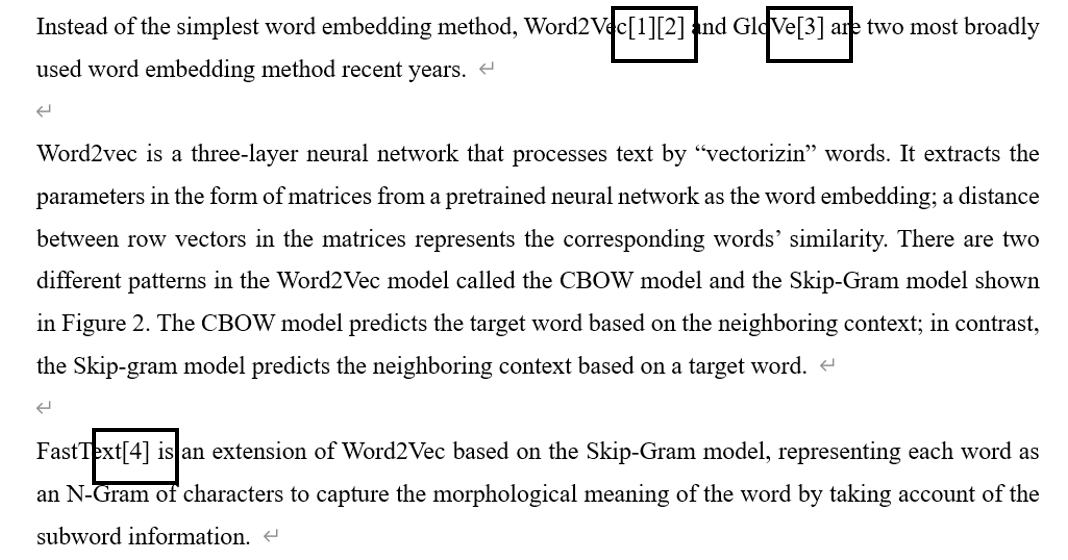 Instead of the simplest word embedding method, Word2Vec[1][2] and GloVe[3] are two most broadly
used word embedding method recent years. ↵
↵
Word2vec is a three-layer neural network that processes text by “vectorizin” words. It extracts the
parameters in the form of matrices from a pretrained neural network as the word embedding; a distance
between row vectors in the matrices represents the corresponding words’ similarity. There are two
different patterns in the Word2Vec model called the CBOW model and the Skip-Gram model shown
in Figure 2. The CBOW model predicts the target word based on the neighboring context; in contrast,
the Skip-gram model predicts the neighboring context based on a target word. ↵
↵
FastText[4] is an extension of Word2Vec based on the Skip-Gram model, representing each word as
an N-Gram of characters to capture the morphological meaning of the word by taking account of the
subword information. ↵